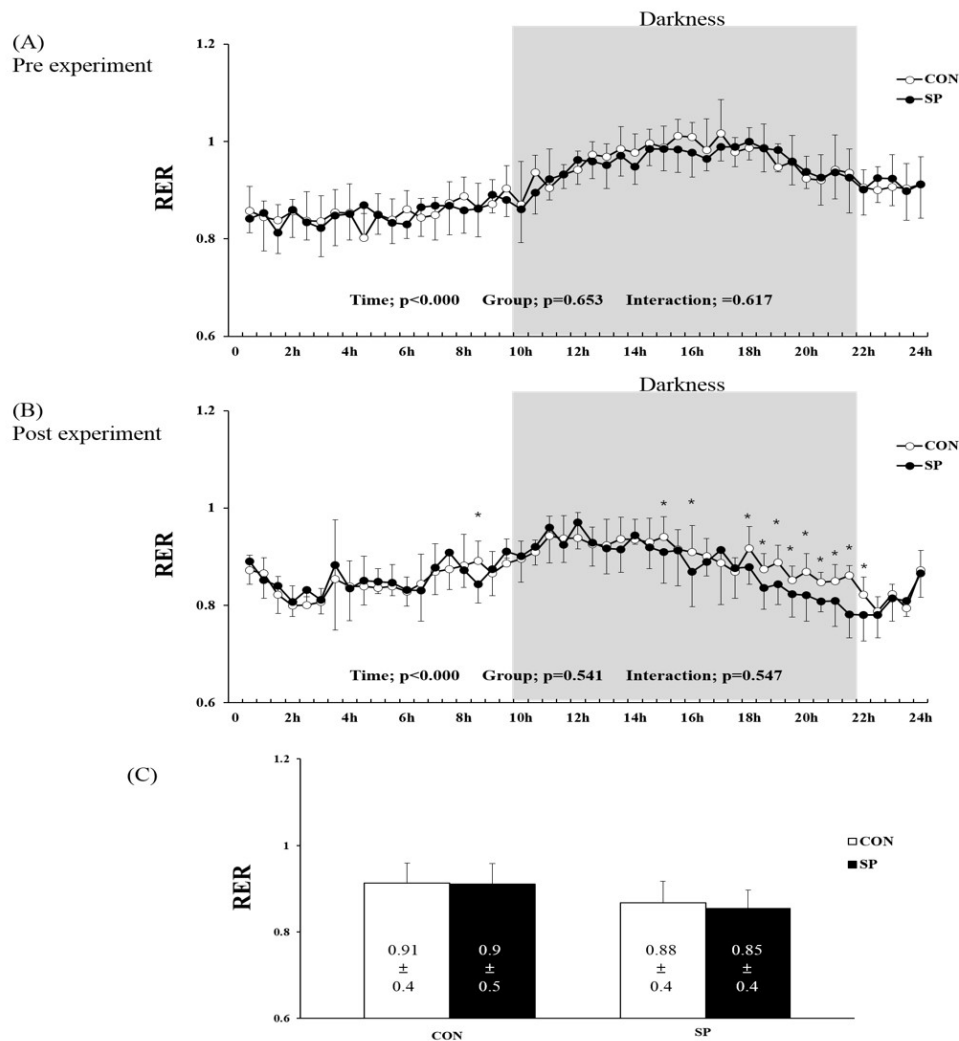 Darkness
(A)
Pre experiment
1.2
CON
SP
1
RER
0.8
Time; p<0.000 Group; p=0.653 Interaction; =0.617
0.6
0 2h 4h 6h 8h 10h 12h 14h 16h 18h 20h 22h 24h
Darkness
(B)
Post experiment
1.2
CON
SP
1
* * * * * * * * * * *
RER
0.8
Time; p<0.000 Group; p=0.541 Interaction; p=0.547
0.6
0 2h 4h 6h 8h 10h 12h 14h 16h 18h 20h 22h 24h
(C)
1.2
CON
SP
1
RER
0.8
0.91 0.9 0.88 0.85
± ± ± ±
0.4 0.5 0.4 0.4
0.6
CON SP